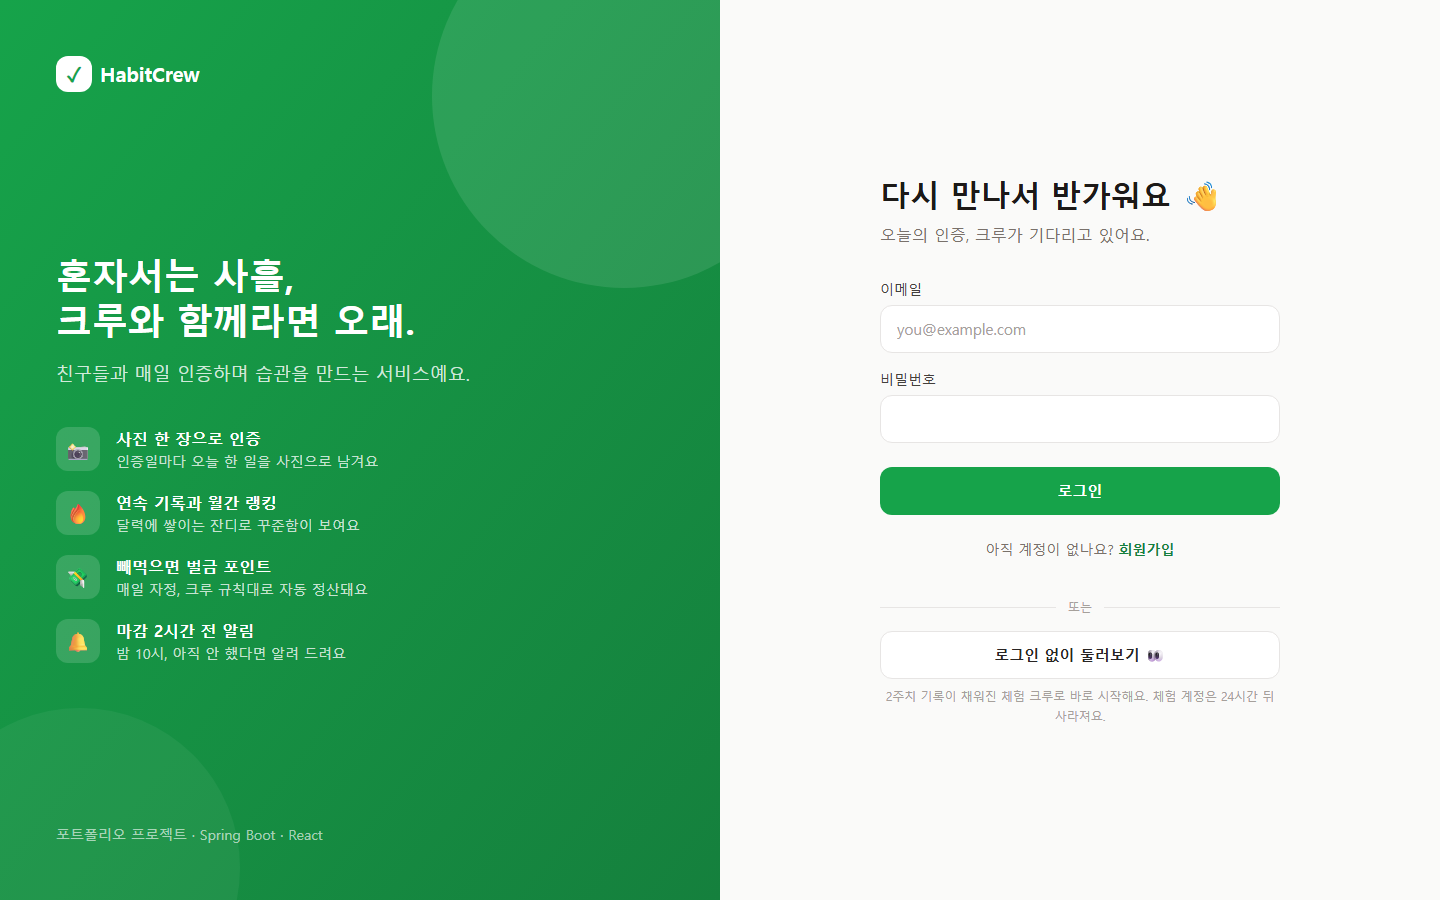 ✓ HabitCrew
혼자서는 사흘,
크루와 함께라면 오래.
친구들과 매일 인증하며 습관을 만드는 서비스예요.
📸 사진 한 장으로 인증
인증일마다 오늘 한 일을 사진으로 남겨요
🔥 연속 기록과 월간 랭킹
달력에 쌓이는 잔디로 꾸준함이 보여요
💸 빼먹으면 벌금 포인트
매일 자정, 크루 규칙대로 자동 정산돼요
🔔 마감 2시간 전 알림
밤 10시, 아직 안 했다면 알려 드려요
포트폴리오 프로젝트 · Spring Boot · React
다시 만나서 반가워요 👋
오늘의 인증, 크루가 기다리고 있어요.
이메일
you@example.com
비밀번호
로그인
아직 계정이 없나요? 회원가입
또는
로그인 없이 둘러보기 👀
2주치 기록이 채워진 체험 크루로 바로 시작해요. 체험 계정은 24시간 뒤
사라져요.